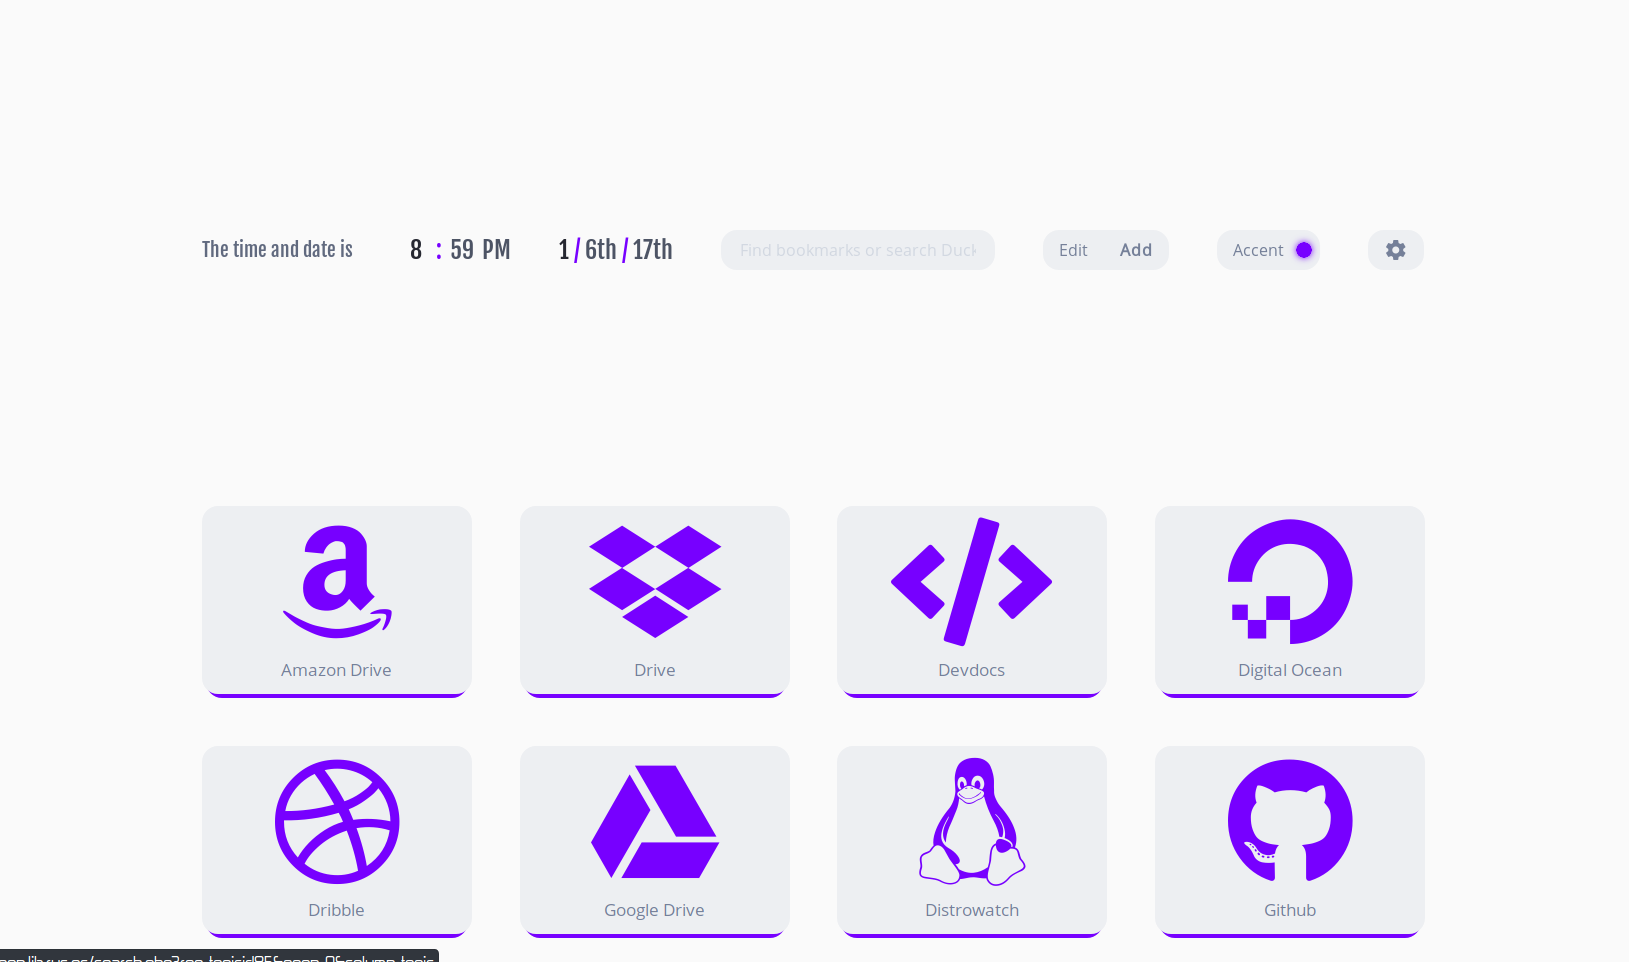 The time and date is 8 : 59 PM 1 / 6th / 17th Find bookmarks or search Duck Edit Add Accent
Amazon Drive Drive Devdocs Digital Ocean
Dribble Google Drive Distrowatch Github